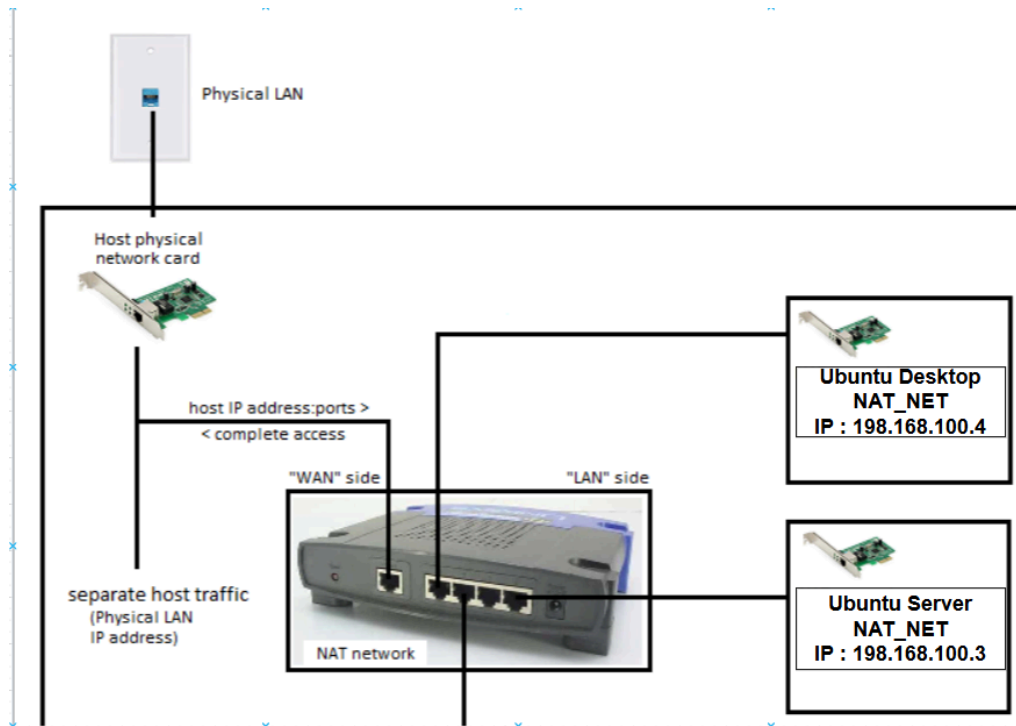 Physical LAN
Host physical
network card
host IP address:ports >
< complete access
"WAN" side
"LAN" side
separate host traffic
(Physical LAN
IP address)
NAT network
Ubuntu Desktop
NAT_NET
IP : 198.168.100.4
Ubuntu Server
NAT_NET
IP : 198.168.100.3